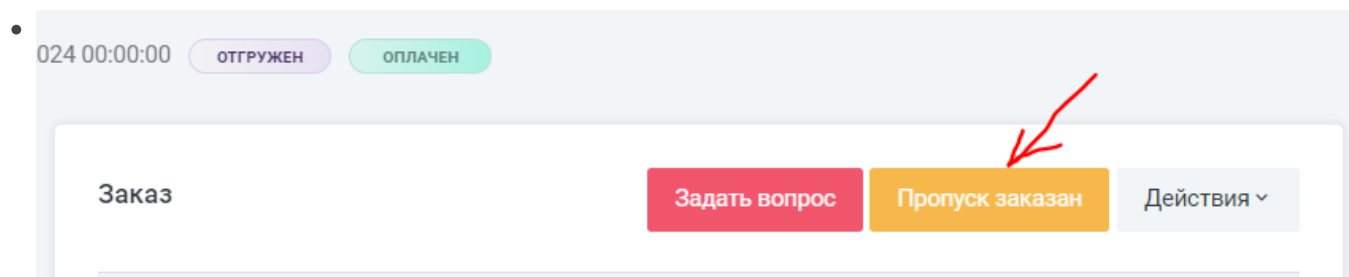 024 00:00:00 ОТГРУЖЕН ОПЛАЧЕН
Заказ Задать вопрос Пропуск заказан Действия